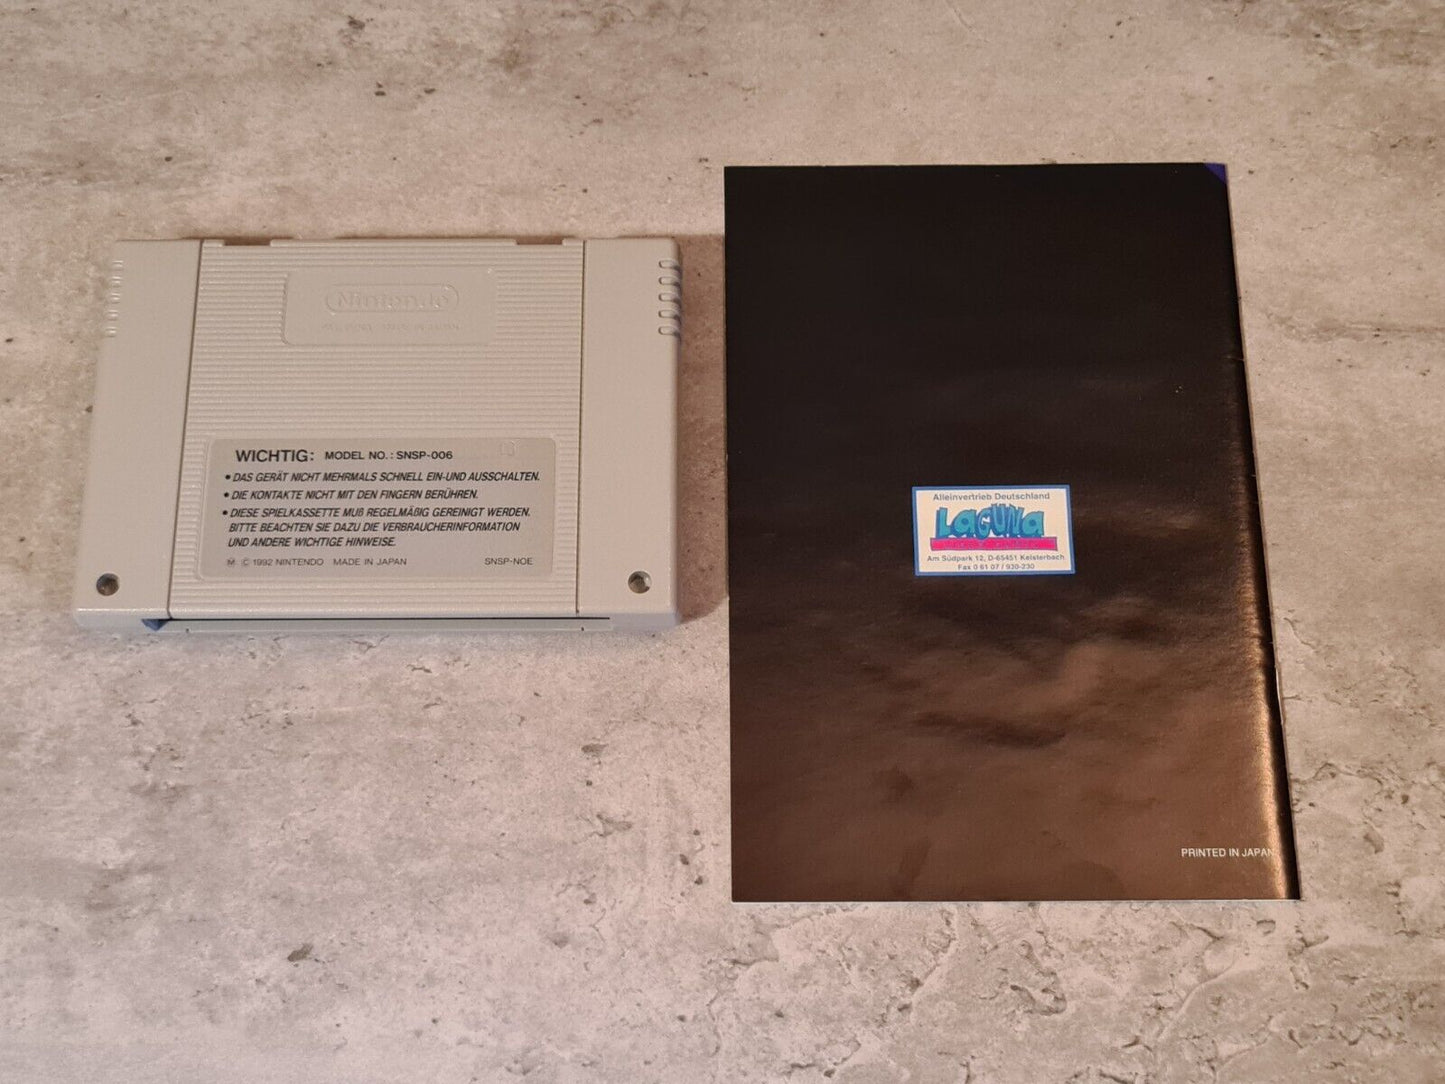 Nintendo
WICHTIG: MODEL NO.: SNSP-006
• DAS GERÄT NICHT MEHRMALS SCHNELL EIN-UND AUSSCHALTEN.
• DIE KONTAKTE NICHT MIT DEN FINGERN BERÜHREN.
• DIESE SPIELKASSETTE MUß REGELMÄßIG GEREINIGT WERDEN.
BITTE BEACHTEN SIE DAZU DIE VERBRAUCHERINFORMATION
UND ANDERE WICHTIGE HINWEISE.
Ⓜ © 1992 NINTENDO MADE IN JAPAN SNSP-NOE
Alleinvertrieb Deutschland
LAGUNA
Am Südpark 12, D-65451 Kelsterbach
Fax 0 61 07 / 930-230
PRINTED IN JAPAN